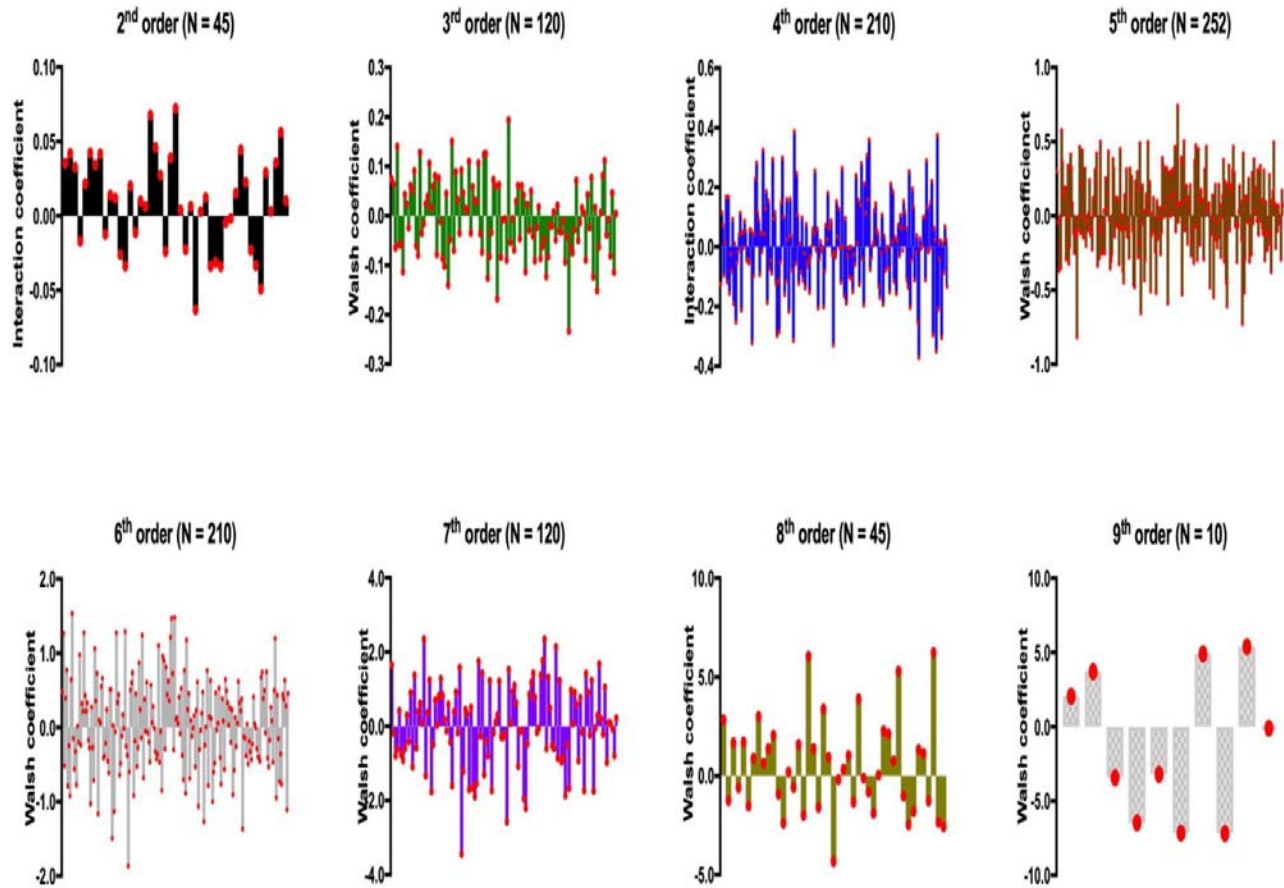 2nd order (N = 45)
Interaction coefficient
0.10
0.05
0.00
-0.05
-0.10
3rd order (N = 120)
Walsh coefficient
0.3
0.2
0.1
0.0
-0.1
-0.2
-0.3
4th order (N = 210)
Interaction coefficient
0.6
0.4
0.2
0.0
-0.2
-0.4
5th order (N = 252)
Walsh coefficienct
1.0
0.5
0.0
-0.5
-1.0
6th order (N = 210)
Walsh coefficient
2.0
1.0
0.0
-1.0
-2.0
7th order (N = 120)
Walsh coefficient
4.0
2.0
0.0
-2.0
-4.0
8th order (N = 45)
Walsh coefficient
10.0
5.0
0.0
-5.0
9th order (N = 10)
Walsh coefficient
10.0
5.0
0.0
-5.0
-10.0